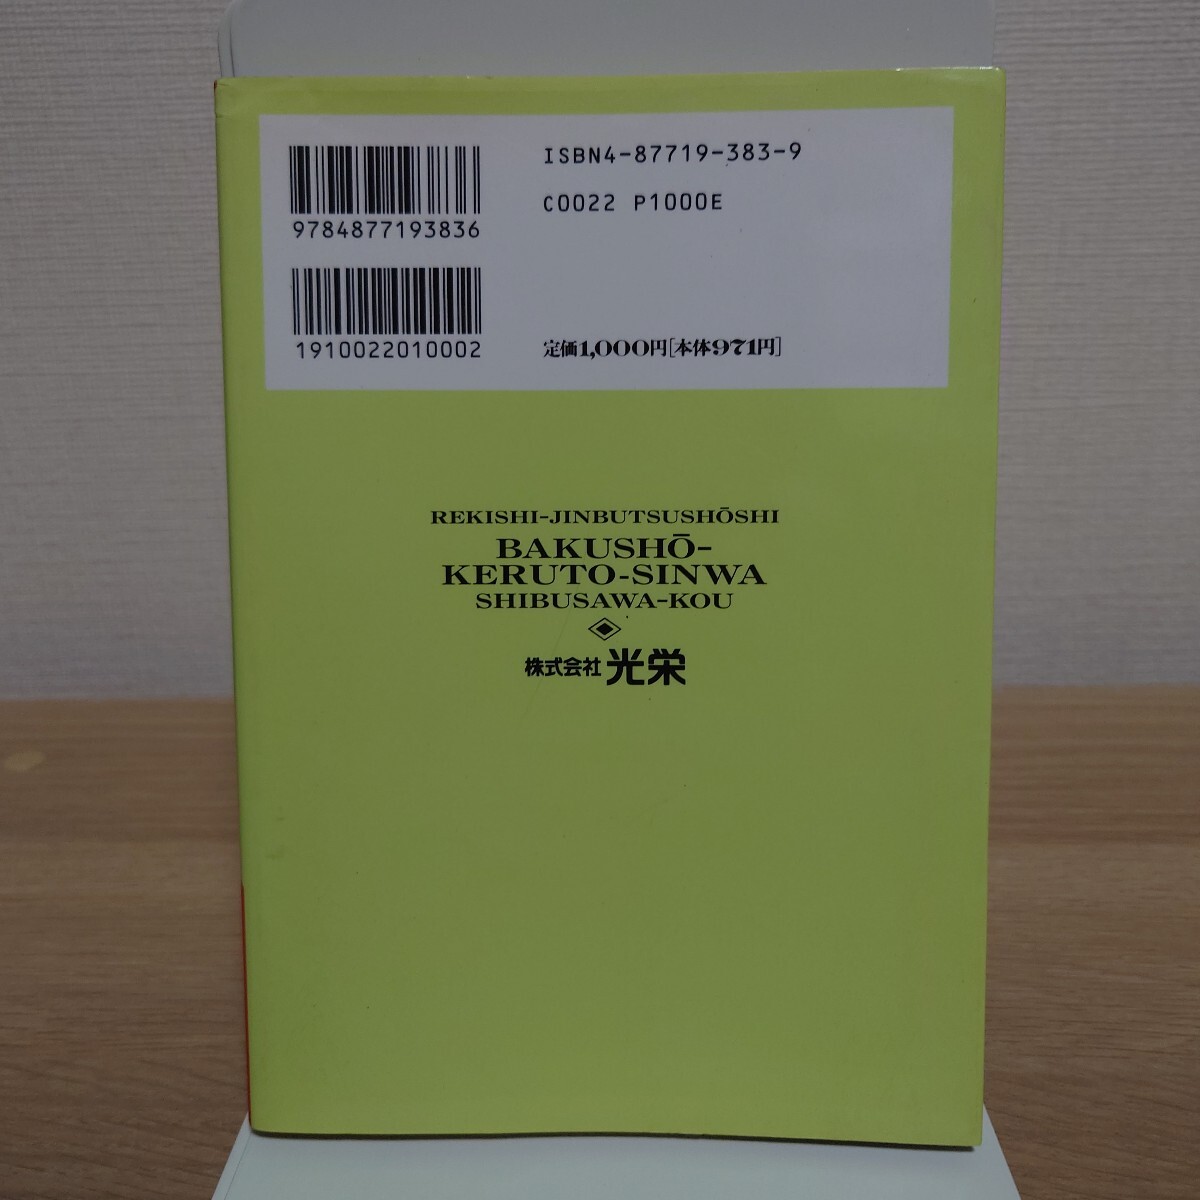 ISBN4-87719-383-9
C0022 P1000E
9784877193836
1910022010002
定価1,000円[本体971円]
REKISHI-JINBUTSUSHŌSHI
BAKUSHŌ-
KERUTO-SINWA
SHIBUSAWA-KOU
株式会社 光栄